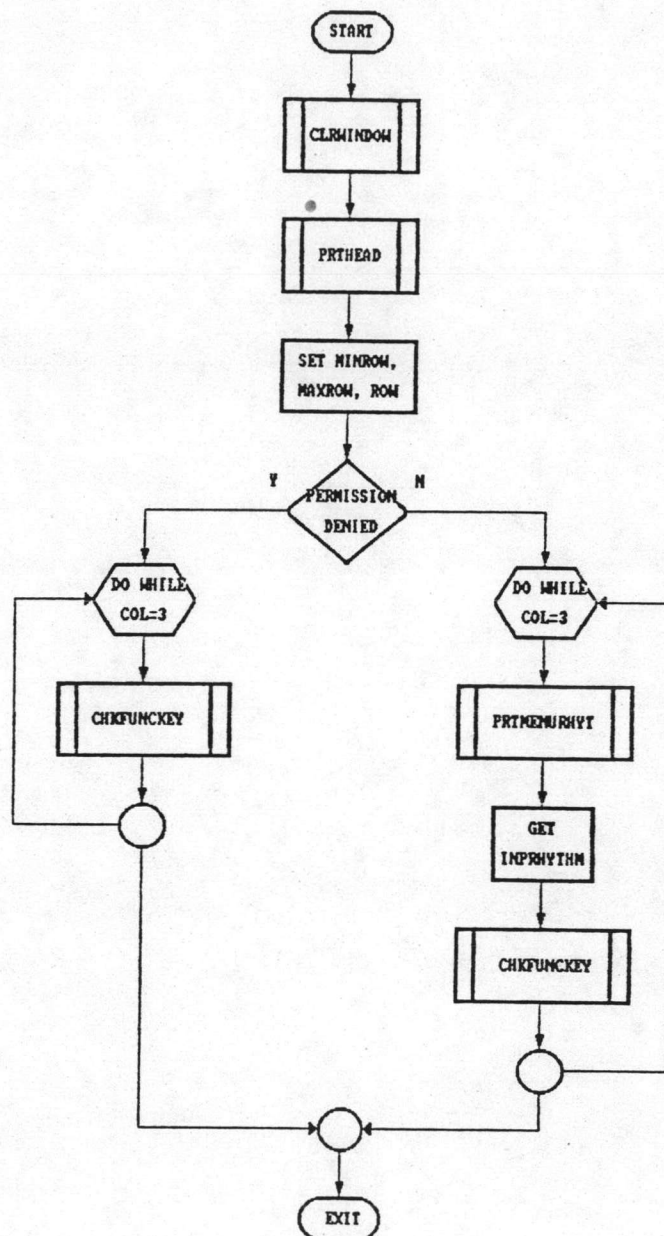 START
CLRWINDOW
PRTHEAD
SET MINROW,
MAXROW, ROW
Y
N
PERMISSION
DENIED
DO WHILE
COL=3
DO WHILE
COL=3
CHKFUNCKEY
PRTMENURHYT
GET
INPRHYTHM
CHKFUNCKEY
EXIT